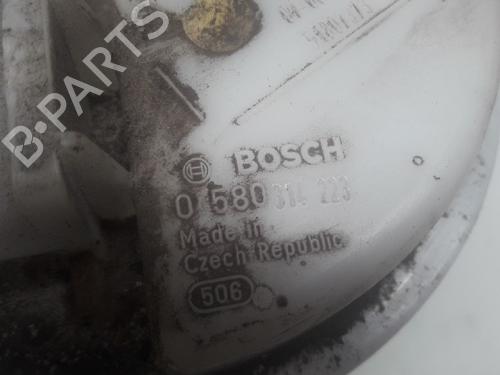 B-PARTS
BOSCH
0 580 314 223
Made in
Czech Republic
506